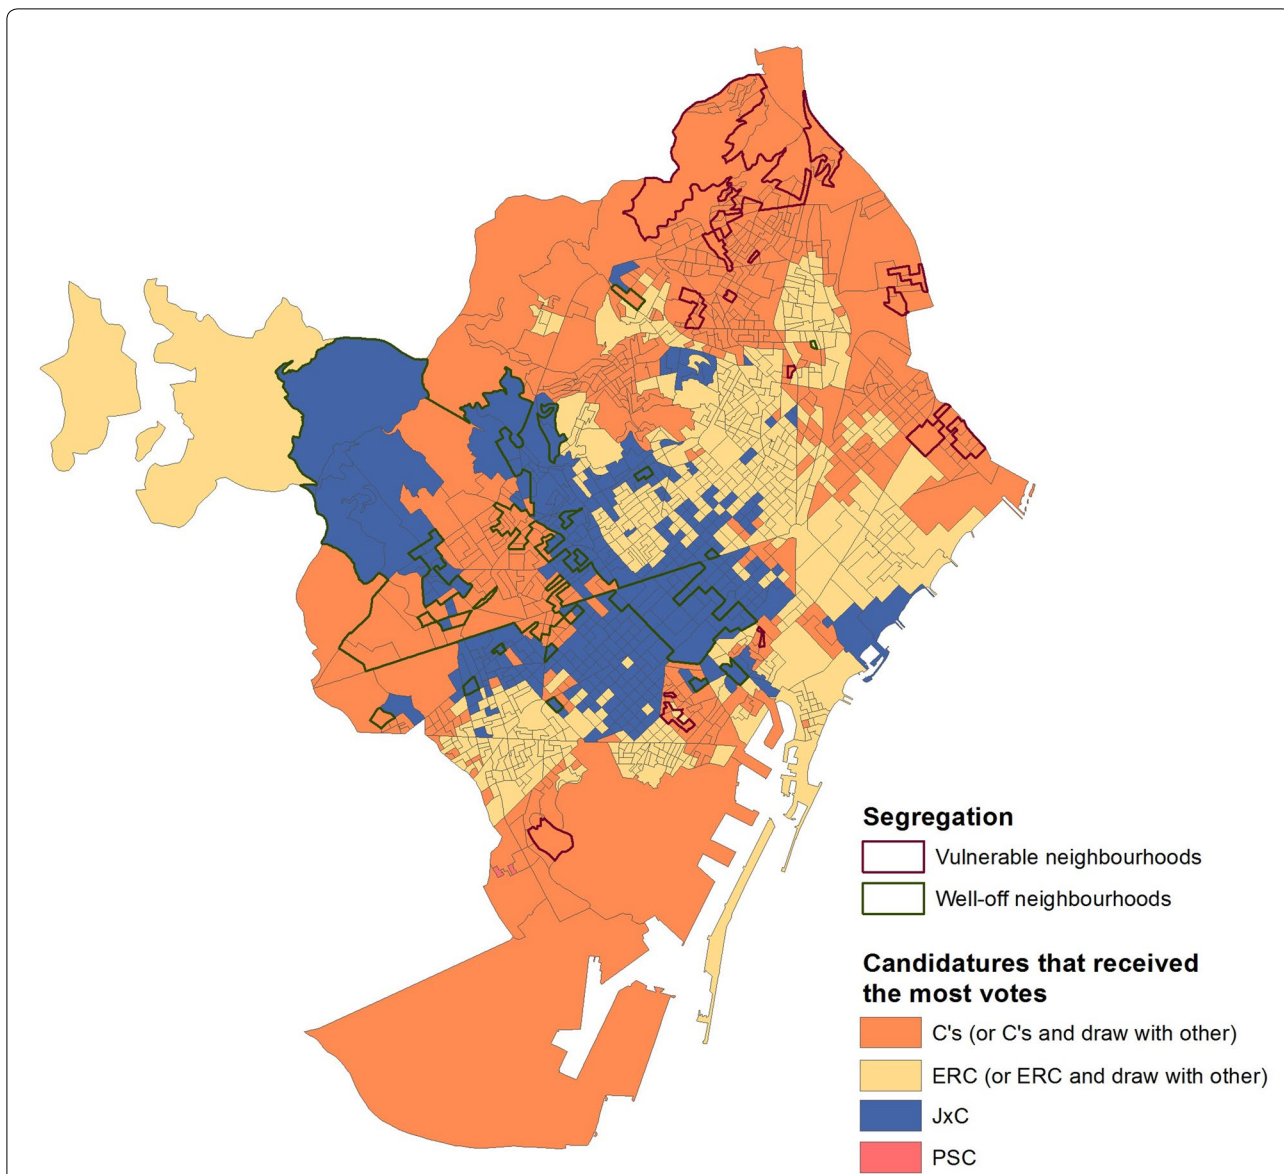 Segregation
Vulnerable neighbourhoods
Well-off neighbourhoods
Candidatures that received
the most votes
C's (or C's and draw with other)
ERC (or ERC and draw with other)
JxC
PSC